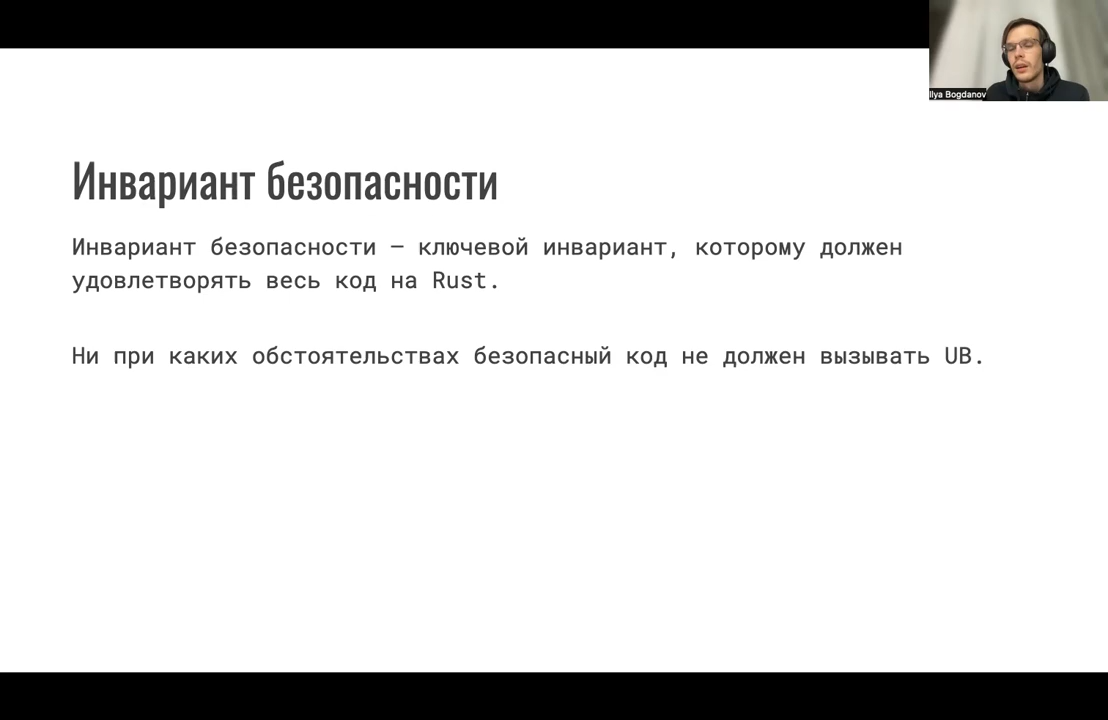 Ilya Bogdanov
Инвариант безопасности
Инвариант безопасности – ключевой инвариант, которому должен
удовлетворять весь код на Rust.
Ни при каких обстоятельствах безопасный код не должен вызывать UB.